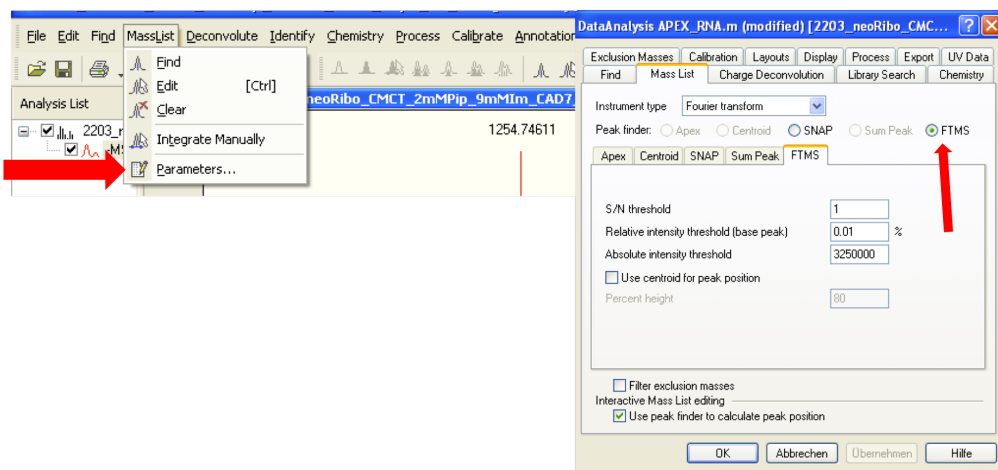 File Edit Find MassList Deconvolute Identify Chemistry Process Calibrate Annotation
Find
Edit [Ctrl]
Clear
Integrate Manually
Parameters...
Analysis List
2203_r
-MS
neoRibo_CMCT_2mMPip_9mMIm_CAD7_
1254.74611
DataAnalysis APEX_RNA.m (modified) [2203_neoRibo_CMC...
Exclusion Masses Calibration Layouts Display Process Export UV Data
Find Mass List Charge Deconvolution Library Search Chemistry
Instrument type Fourier transform
Peak finder: Apex Centroid SNAP Sum Peak FTMS
Apex Centroid SNAP Sum Peak FTMS
S/N threshold 1
Relative intensity threshold (base peak) 0.01 %
Absolute intensity threshold 3250000
Use centroid for peak position
Percent height 80
Filter exclusion masses
Interactive Mass List editing
Use peak finder to calculate peak position
OK Abbrechen Übernehmen Hilfe